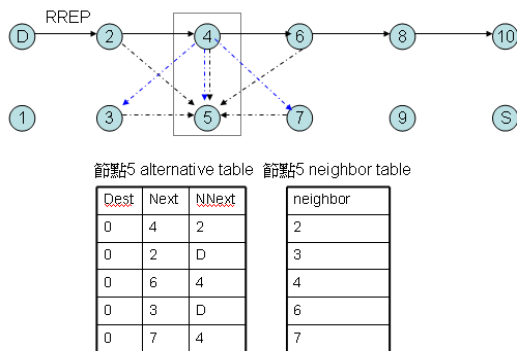 RREP
D 2 4 6 8 10
1 3 5 7 9 S
節點5 alternative table 節點5 neighbor table
Dest Next NNext
0 4 2
0 2 D
0 6 4
0 3 D
0 7 4
neighbor
2
3
4
6
7